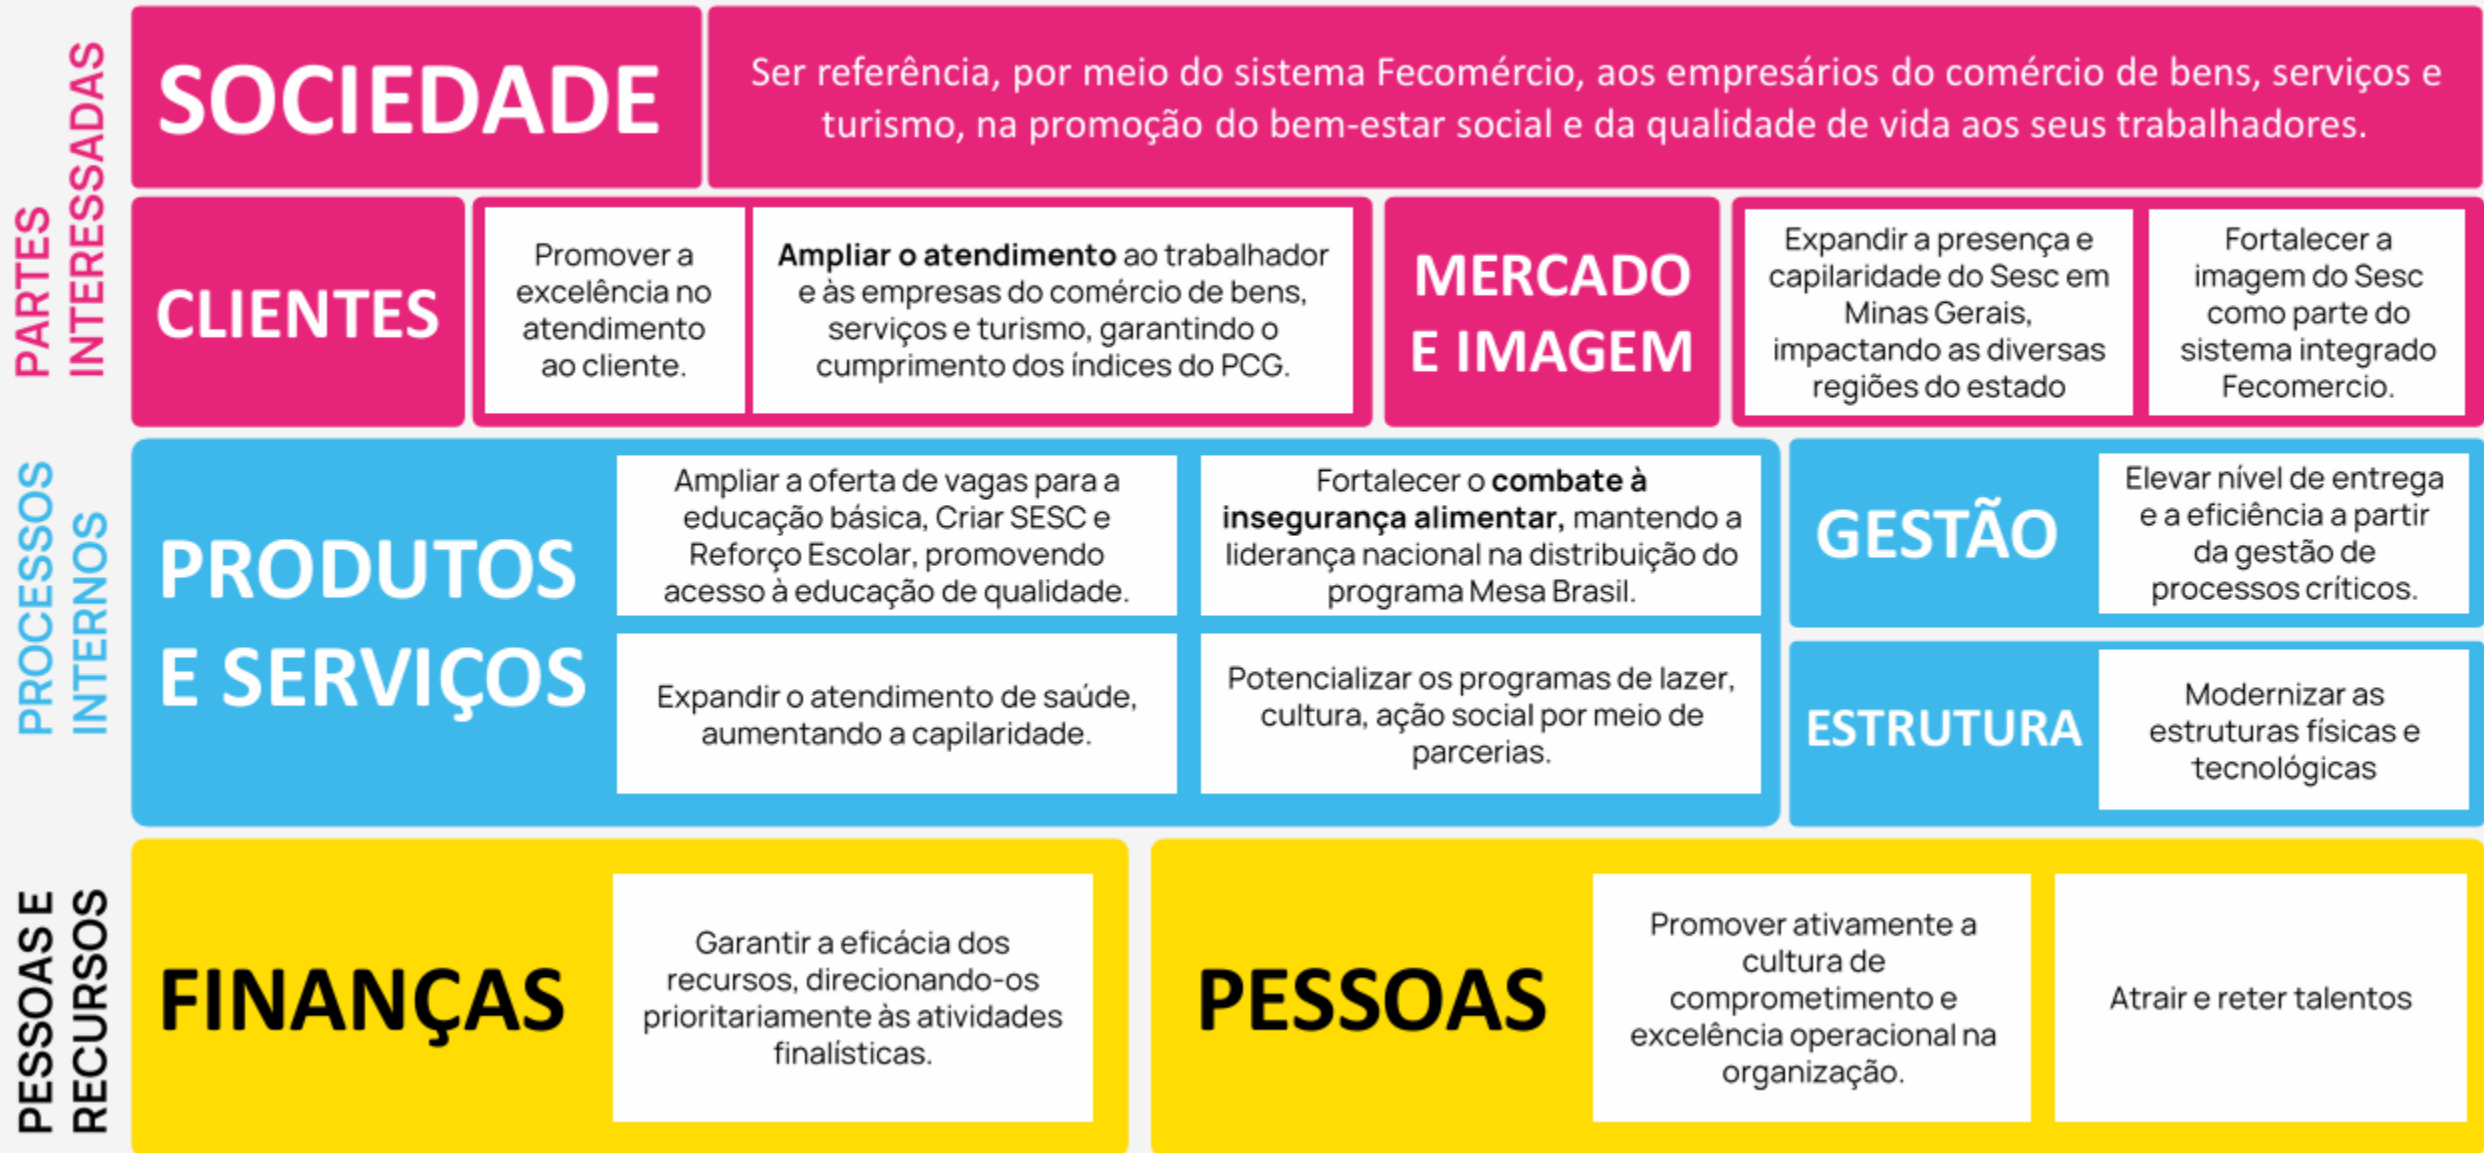 PARTES
INTERESSADAS
SOCIEDADE
Ser referência, por meio do sistema Fecomércio, aos empresários do comércio de bens, serviços e
turismo, na promoção do bem-estar social e da qualidade de vida aos seus trabalhadores.
CLIENTES
Promover a
excelência no
atendimento
ao cliente.
Ampliar o atendimento ao trabalhador
e às empresas do comércio de bens,
serviços e turismo, garantindo o
cumprimento dos índices do PCG.
MERCADO
E IMAGEM
Expandir a presença e
capilaridade do Sesc em
Minas Gerais,
impactando as diversas
regiões do estado
Fortalecer a
imagem do Sesc
como parte do
sistema integrado
Fecomercio.
PROCESSOS
INTERNOS
PRODUTOS
E SERVIÇOS
Ampliar a oferta de vagas para a
educação básica, Criar SESC e
Reforço Escolar, promovendo
acesso à educação de qualidade.
Fortalecer o combate à
insegurança alimentar, mantendo a
liderança nacional na distribuição do
programa Mesa Brasil.
Expandir o atendimento de saúde,
aumentando a capilaridade.
Potencializar os programas de lazer,
cultura, ação social por meio de
parcerias.
GESTÃO
Elevar nível de entrega
e a eficiência a partir
da gestão de
processos críticos.
ESTRUTURA
Modernizar as
estruturas físicas e
tecnológicas
PESSOAS E
RECURSOS
FINANÇAS
Garantir a eficácia dos
recursos, direcionando-os
prioritariamente às atividades
finalísticas.
PESSOAS
Promover ativamente a
cultura de
comprometimento e
excelência operacional na
organização.
Atrair e reter talentos